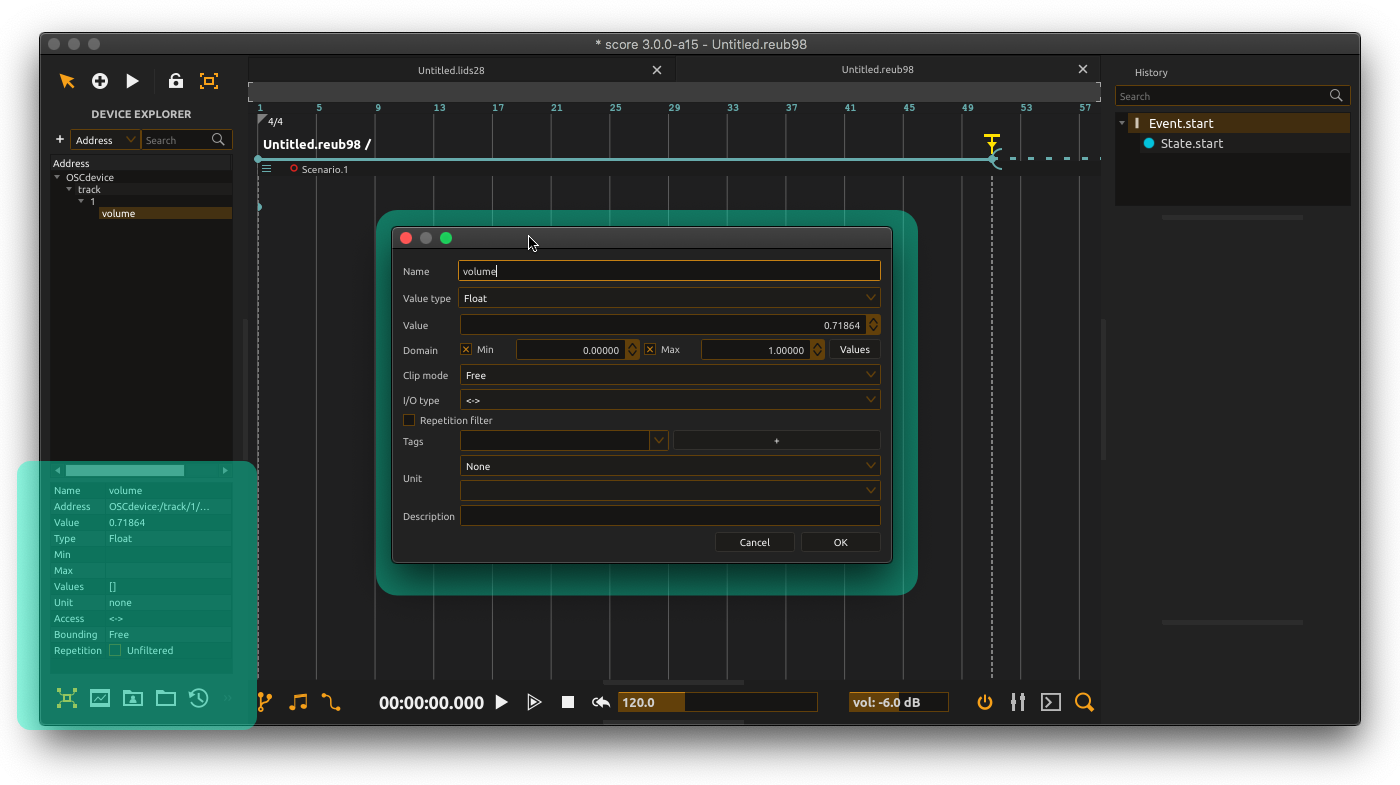 * score 3.0.0-a15 - Untitled.reub98
Untitled.lids28
Untitled.reub98
History
Search
Event.start
State.start
DEVICE EXPLORER
+ Address Search
Address
OSCdevice
track
1
volume
1 5 9 13 17 21 25 29 33 37 41 45 49 53 57
4/4
Untitled.reub98 /
Scenario.1
Name volume
Value type Float
Value 0.71864
Domain Min 0.00000 Max 1.00000 Values
Clip mode Free
I/O type <->
Repetition filter
Tags +
Unit None
Description
Cancel OK
Name volume
Address OSCdevice:/track/1/...
Value 0.71864
Type Float
Min
Max
Values []
Unit none
Access <->
Bounding Free
Repetition Unfiltered
00:00:00.000 120.0 vol: -6.0 dB